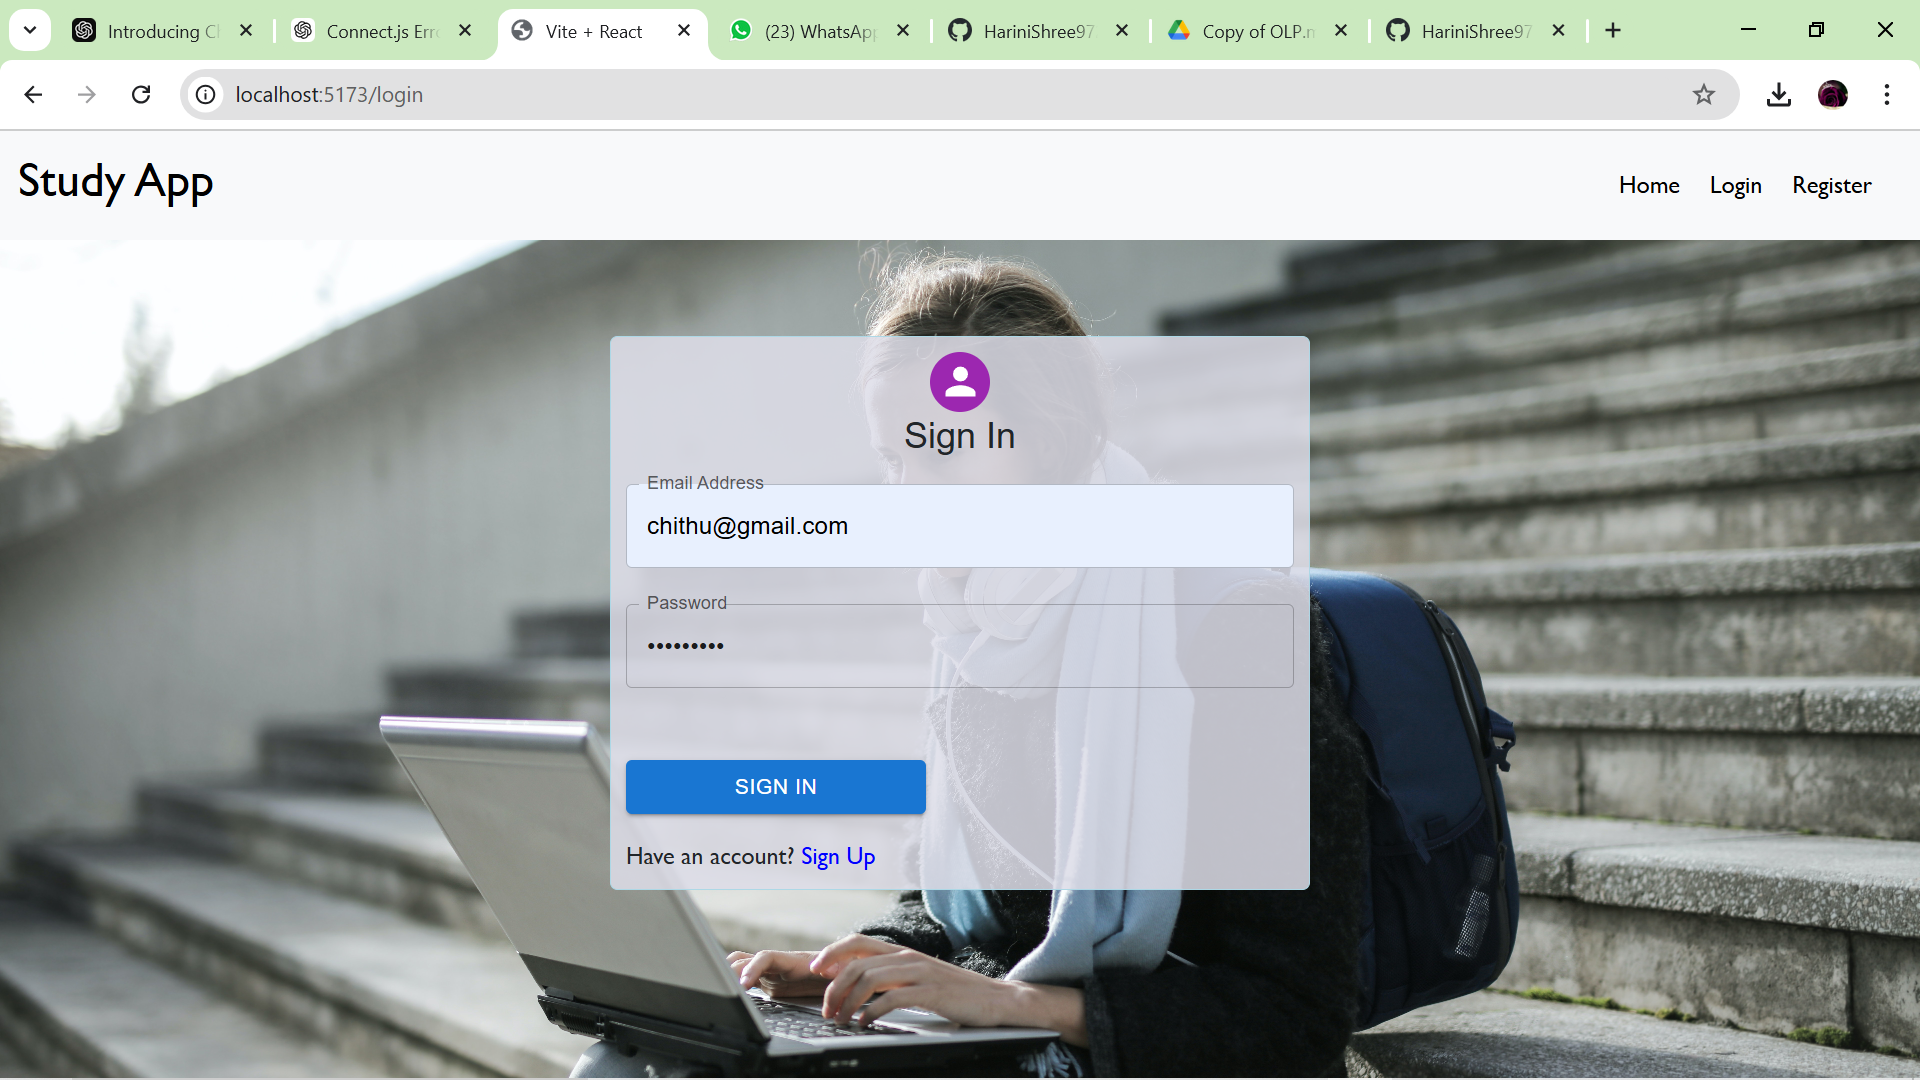 Introducing C
Connect.js Err
Vite + React
(23) WhatsApp
HariniShree97
Copy of OLP.n
HariniShree97
localhost:5173/login
Study App
Home Login Register
Sign In
Email Address
chithu@gmail.com
Password
•••••••••
SIGN IN
Have an account? Sign Up